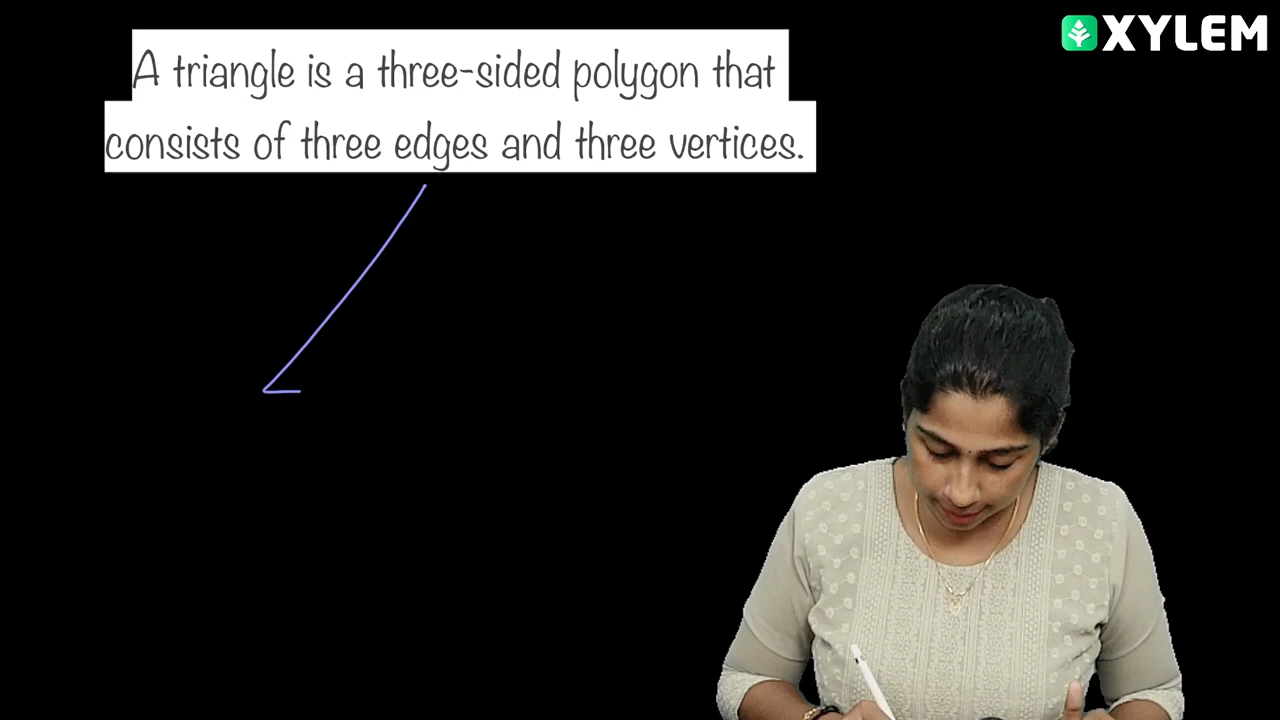 XYLEM
A triangle is a three-sided polygon that
consists of three edges and three vertices.